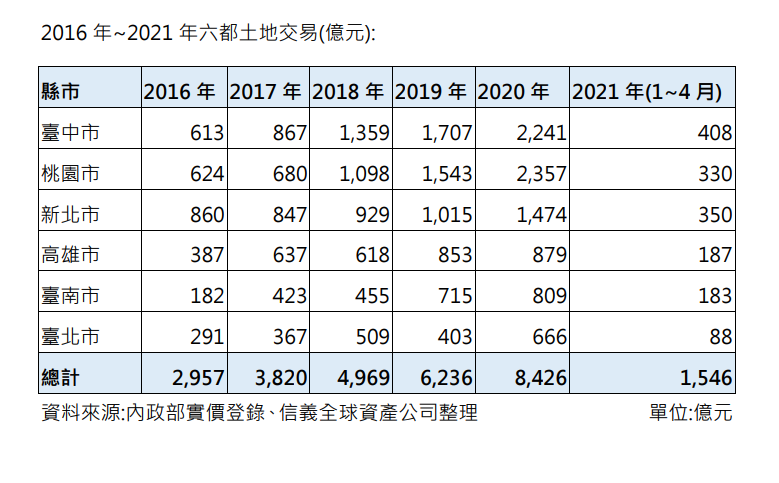 2016 年~2021 年六都土地交易(億元):
縣市 2016 年 2017 年 2018 年 2019 年 2020 年 2021 年(1~4 月)
臺中市 613 867 1,359 1,707 2,241 408
桃園市 624 680 1,098 1,543 2,357 330
新北市 860 847 929 1,015 1,474 350
高雄市 387 637 618 853 879 187
臺南市 182 423 455 715 809 183
臺北市 291 367 509 403 666 88
總計 2,957 3,820 4,969 6,236 8,426 1,546
資料來源:內政部實價登錄、信義全球資產公司整理 單位:億元